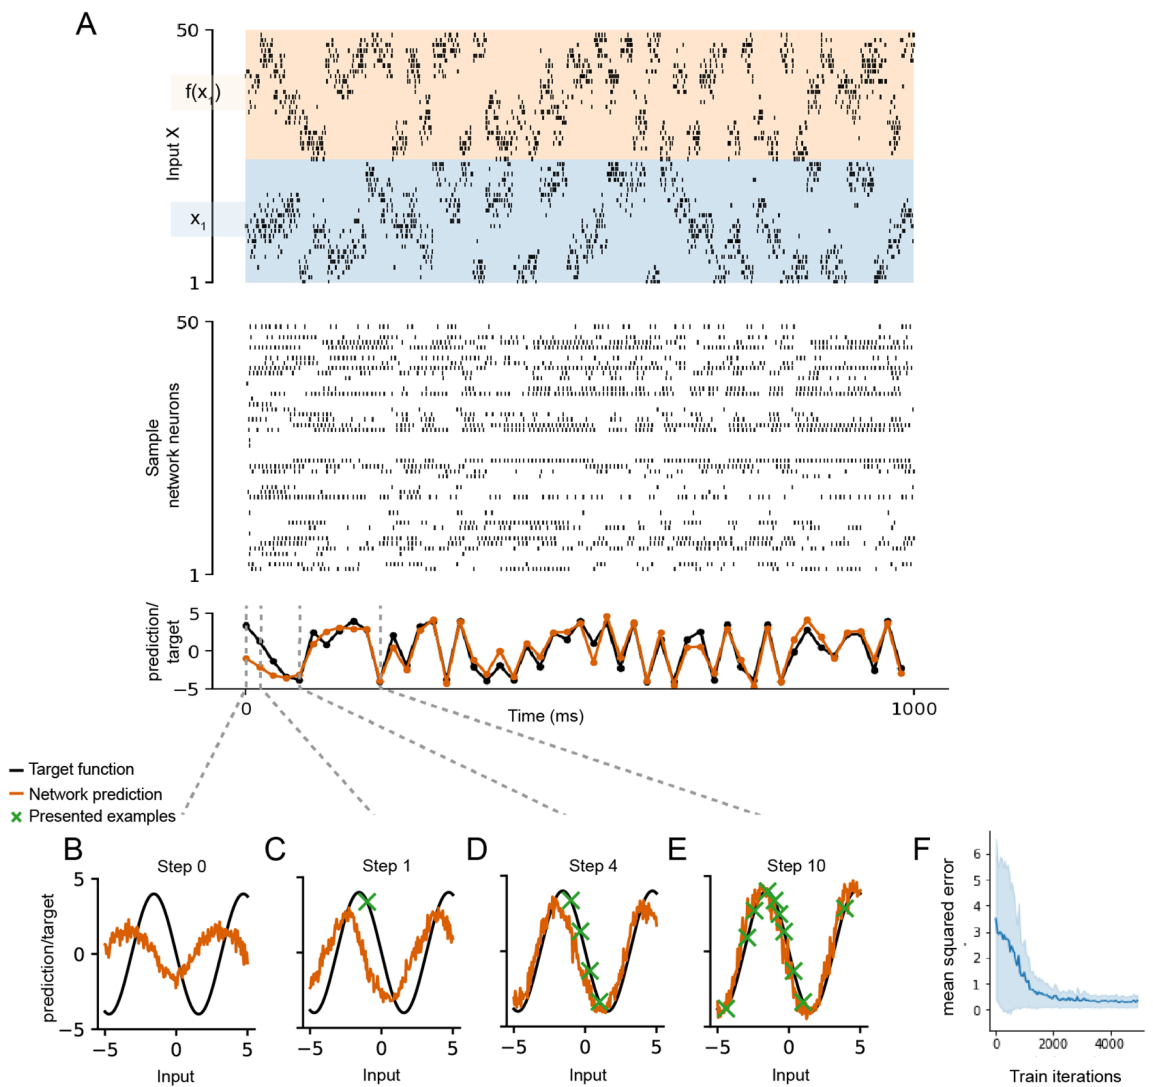 A
50
f(x₁)
Input X
x₁
1
50
Sample
network neurons
1
prediction/
target
5
0
−5
0
Time (ms)
1000
Target function
Network prediction
Presented examples
B
Step 0
prediction/target
5
0
−5
−5
0
5
Input
C
Step 1
−5
0
5
Input
D
Step 4
−5
0
5
Input
E
Step 10
−5
0
5
Input
F
mean squared error
6
5
4
3
2
1
0
0
2000
4000
Train iterations